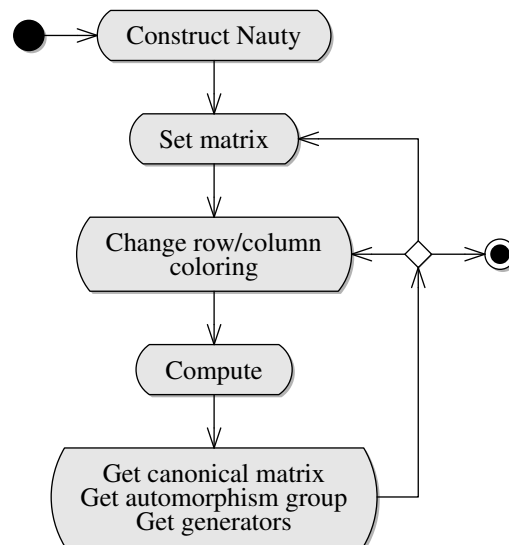 Construct Nauty
Set matrix
Change row/column
coloring
Compute
Get canonical matrix
Get automorphism group
Get generators